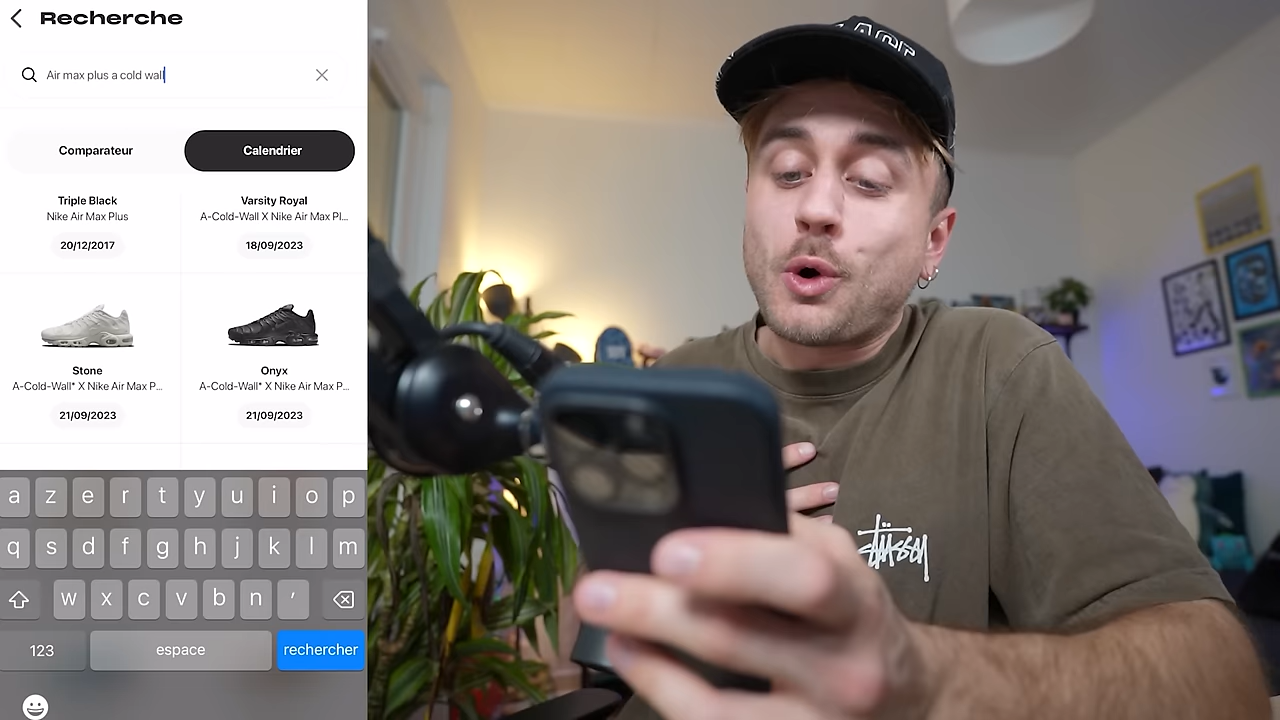 Recherche
Air max plus a cold wall
Comparateur
Calendrier
Triple Black
Nike Air Max Plus
20/12/2017
Varsity Royal
A-Cold-Wall X Nike Air Max Pl...
18/09/2023
Stone
A-Cold-Wall* X Nike Air Max P...
21/09/2023
Onyx
A-Cold-Wall* X Nike Air Max P...
21/09/2023
a z e r t y u i o p
q s d f g h j k l m
w x c v b n ′
123
espace
rechercher
Stüssy